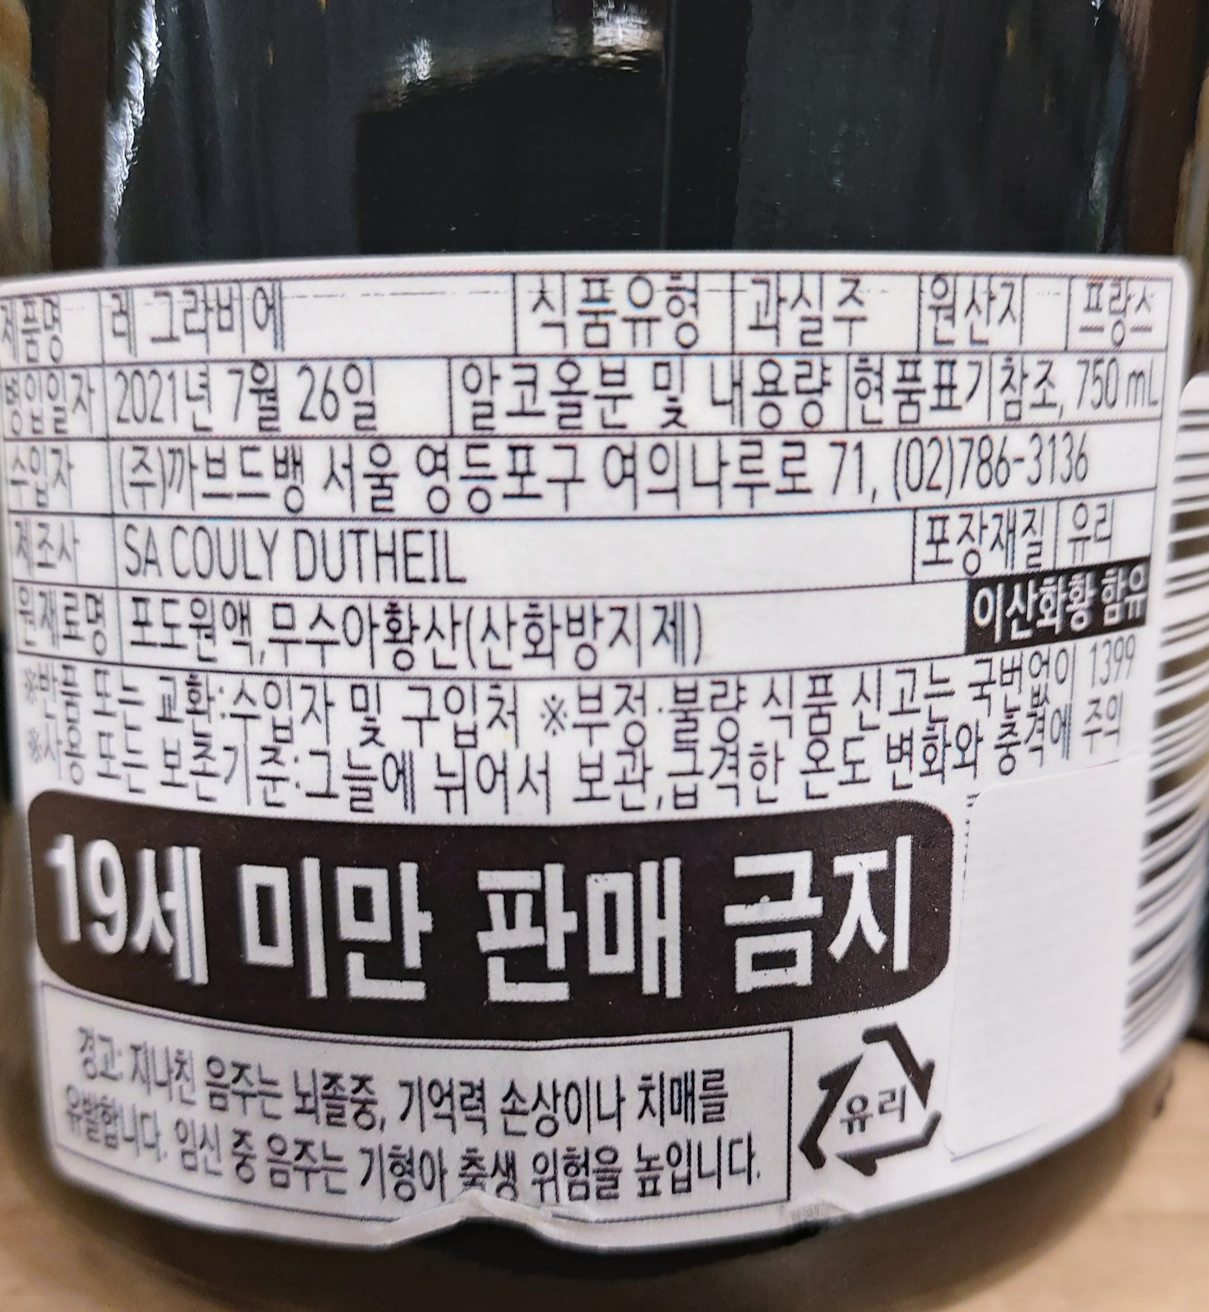 제품명 레 그라비에 식품유형 과실주 원산지 프랑스
병입일자 2021년 7월 26일 알코올분 및 내용량 현품표기참조, 750 mL
수입자 (주)까브드뱅 서울 영등포구 여의나루로 71, (02)786-3136
제조사 SA COULY DUTHEIL 포장재질 유리
원재료명 포도원액,무수아황산(산화방지제) 이산화황 함유
※반품 또는 교환:수입자 및 구입처 ※부정·불량 식품 신고는 국번없이 1399
※사용 또는 보존기준:그늘에 뉘어서 보관,급격한 온도 변화와 충격에 주의
19세 미만 판매 금지
경고: 지나친 음주는 뇌졸중, 기억력 손상이나 치매를
유발합니다. 임신 중 음주는 기형아 출생 위험을 높입니다.
유리